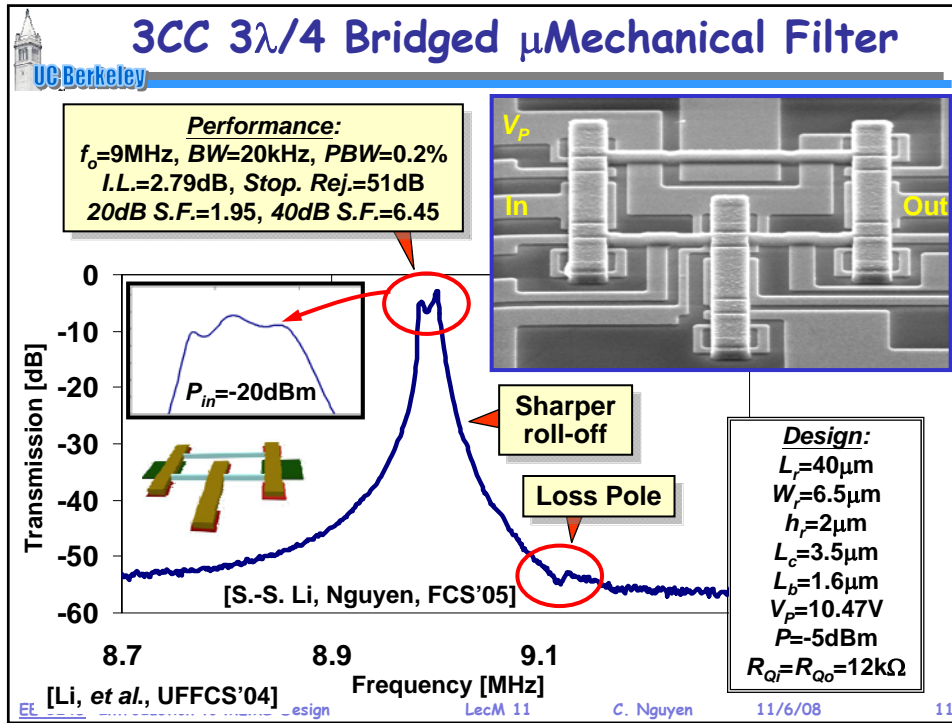 3CC 3λ/4 Bridged μMechanical Filter
UC Berkeley
Performance:
fo=9MHz, BW=20kHz, PBW=0.2%
I.L.=2.79dB, Stop. Rej.=51dB
20dB S.F.=1.95, 40dB S.F.=6.45
VP
In
Out
0
-10
-20
-30
-40
-50
-60
Transmission [dB]
Pin=-20dBm
Sharper
roll-off
Loss Pole
[S.-S. Li, Nguyen, FCS'05]
Design:
Lr=40μm
Wr=6.5μm
hr=2μm
Lc=3.5μm
Lb=1.6μm
VP=10.47V
P=-5dBm
RQi=RQo=12kΩ
8.7
8.9
9.1
Frequency [MHz]
[Li, et al., UFFCS'04]
Design
LecM 11
C. Nguyen
11/6/08
11